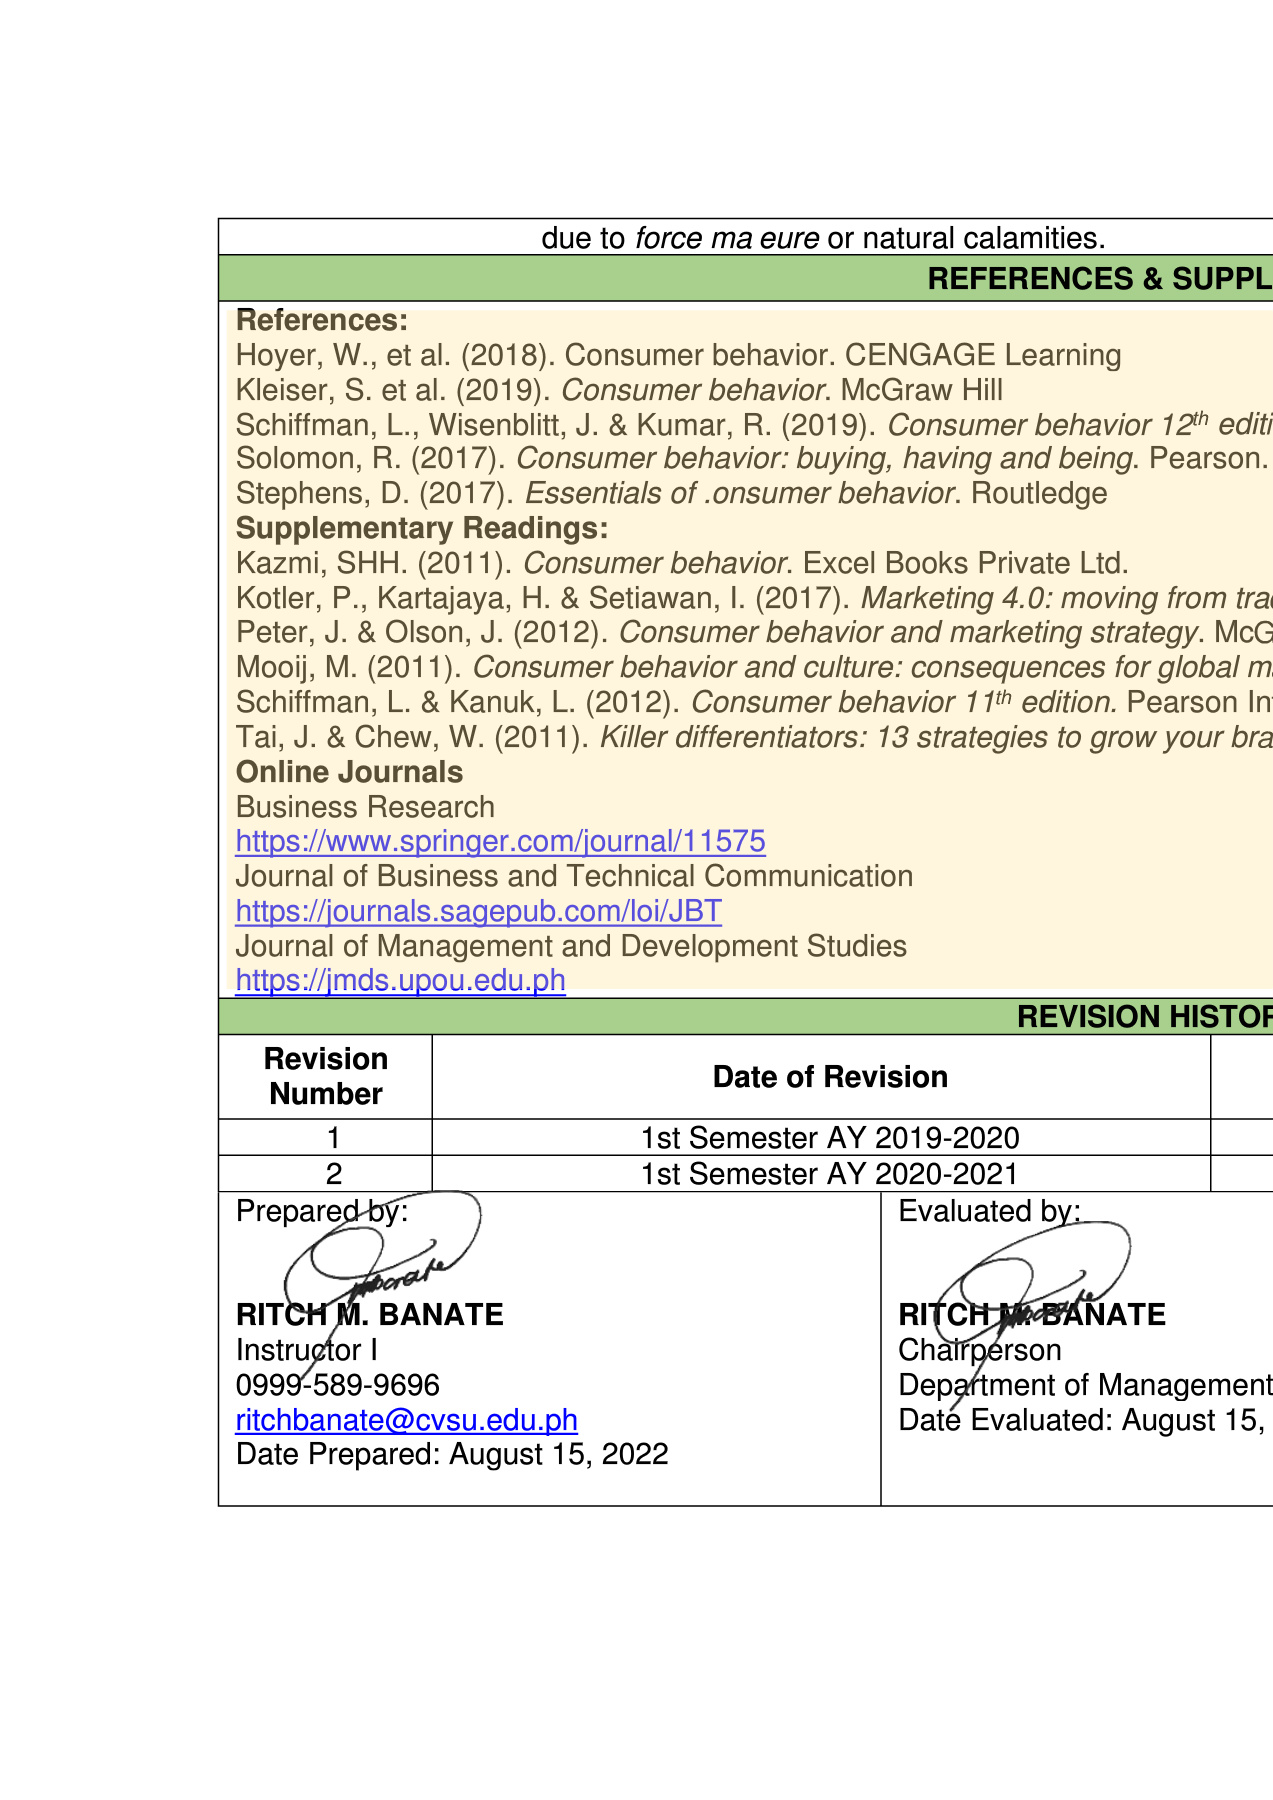 due to force ma eure or natural calamities.
REFERENCES & SUPPL
References:
Hoyer, W., et al. (2018). Consumer behavior. CENGAGE Learning
Kleiser, S. et al. (2019). Consumer behavior. McGraw Hill
Schiffman, L., Wisenblitt, J. & Kumar, R. (2019). Consumer behavior 12th editi
Solomon, R. (2017). Consumer behavior: buying, having and being. Pearson.
Stephens, D. (2017). Essentials of .onsumer behavior. Routledge
Supplementary Readings:
Kazmi, SHH. (2011). Consumer behavior. Excel Books Private Ltd.
Kotler, P., Kartajaya, H. & Setiawan, I. (2017). Marketing 4.0: moving from trad
Peter, J. & Olson, J. (2012). Consumer behavior and marketing strategy. McG
Mooij, M. (2011). Consumer behavior and culture: consequences for global m
Schiffman, L. & Kanuk, L. (2012). Consumer behavior 11th edition. Pearson Int
Tai, J. & Chew, W. (2011). Killer differentiators: 13 strategies to grow your bra
Online Journals
Business Research
https://www.springer.com/journal/11575
Journal of Business and Technical Communication
https://journals.sagepub.com/loi/JBT
Journal of Management and Development Studies
https://jmds.upou.edu.ph
REVISION HISTOR
Revision
Number
Date of Revision
1
1st Semester AY 2019-2020
2
1st Semester AY 2020-2021
Prepared by:
RITCH M. BANATE
Instructor I
0999-589-9696
ritchbanate@cvsu.edu.ph
Date Prepared: August 15, 2022
Evaluated by:
RITCH M. BANATE
Chairperson
Department of Management
Date Evaluated: August 15,